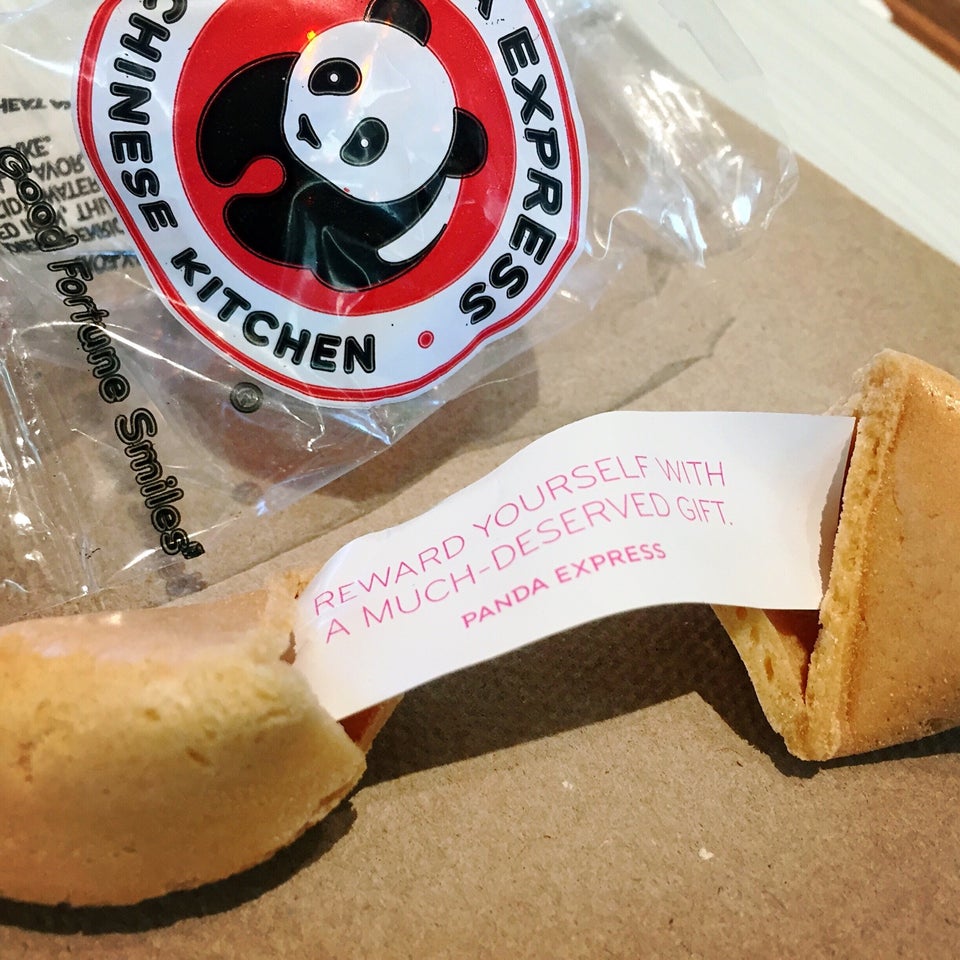 CHINESE KITCHEN
EXPRESS
Good Fortune Smiles
REWARD YOURSELF WITH
A MUCH-DESERVED GIFT.
PANDA EXPRESS